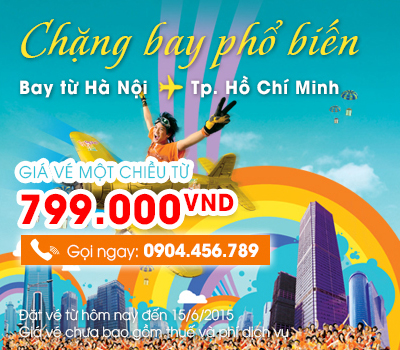 Chặng bay phổ biến
Bay từ Hà Nội Tp. Hồ Chí Minh
GIÁ VÉ MỘT CHIỀU TỪ
799.000 VND
Gọi ngay: 0904.456.789
Đặt vé từ hôm nay đến 15/6/2015
Giá vé chưa bao gồm thuế và phí dịch vụ